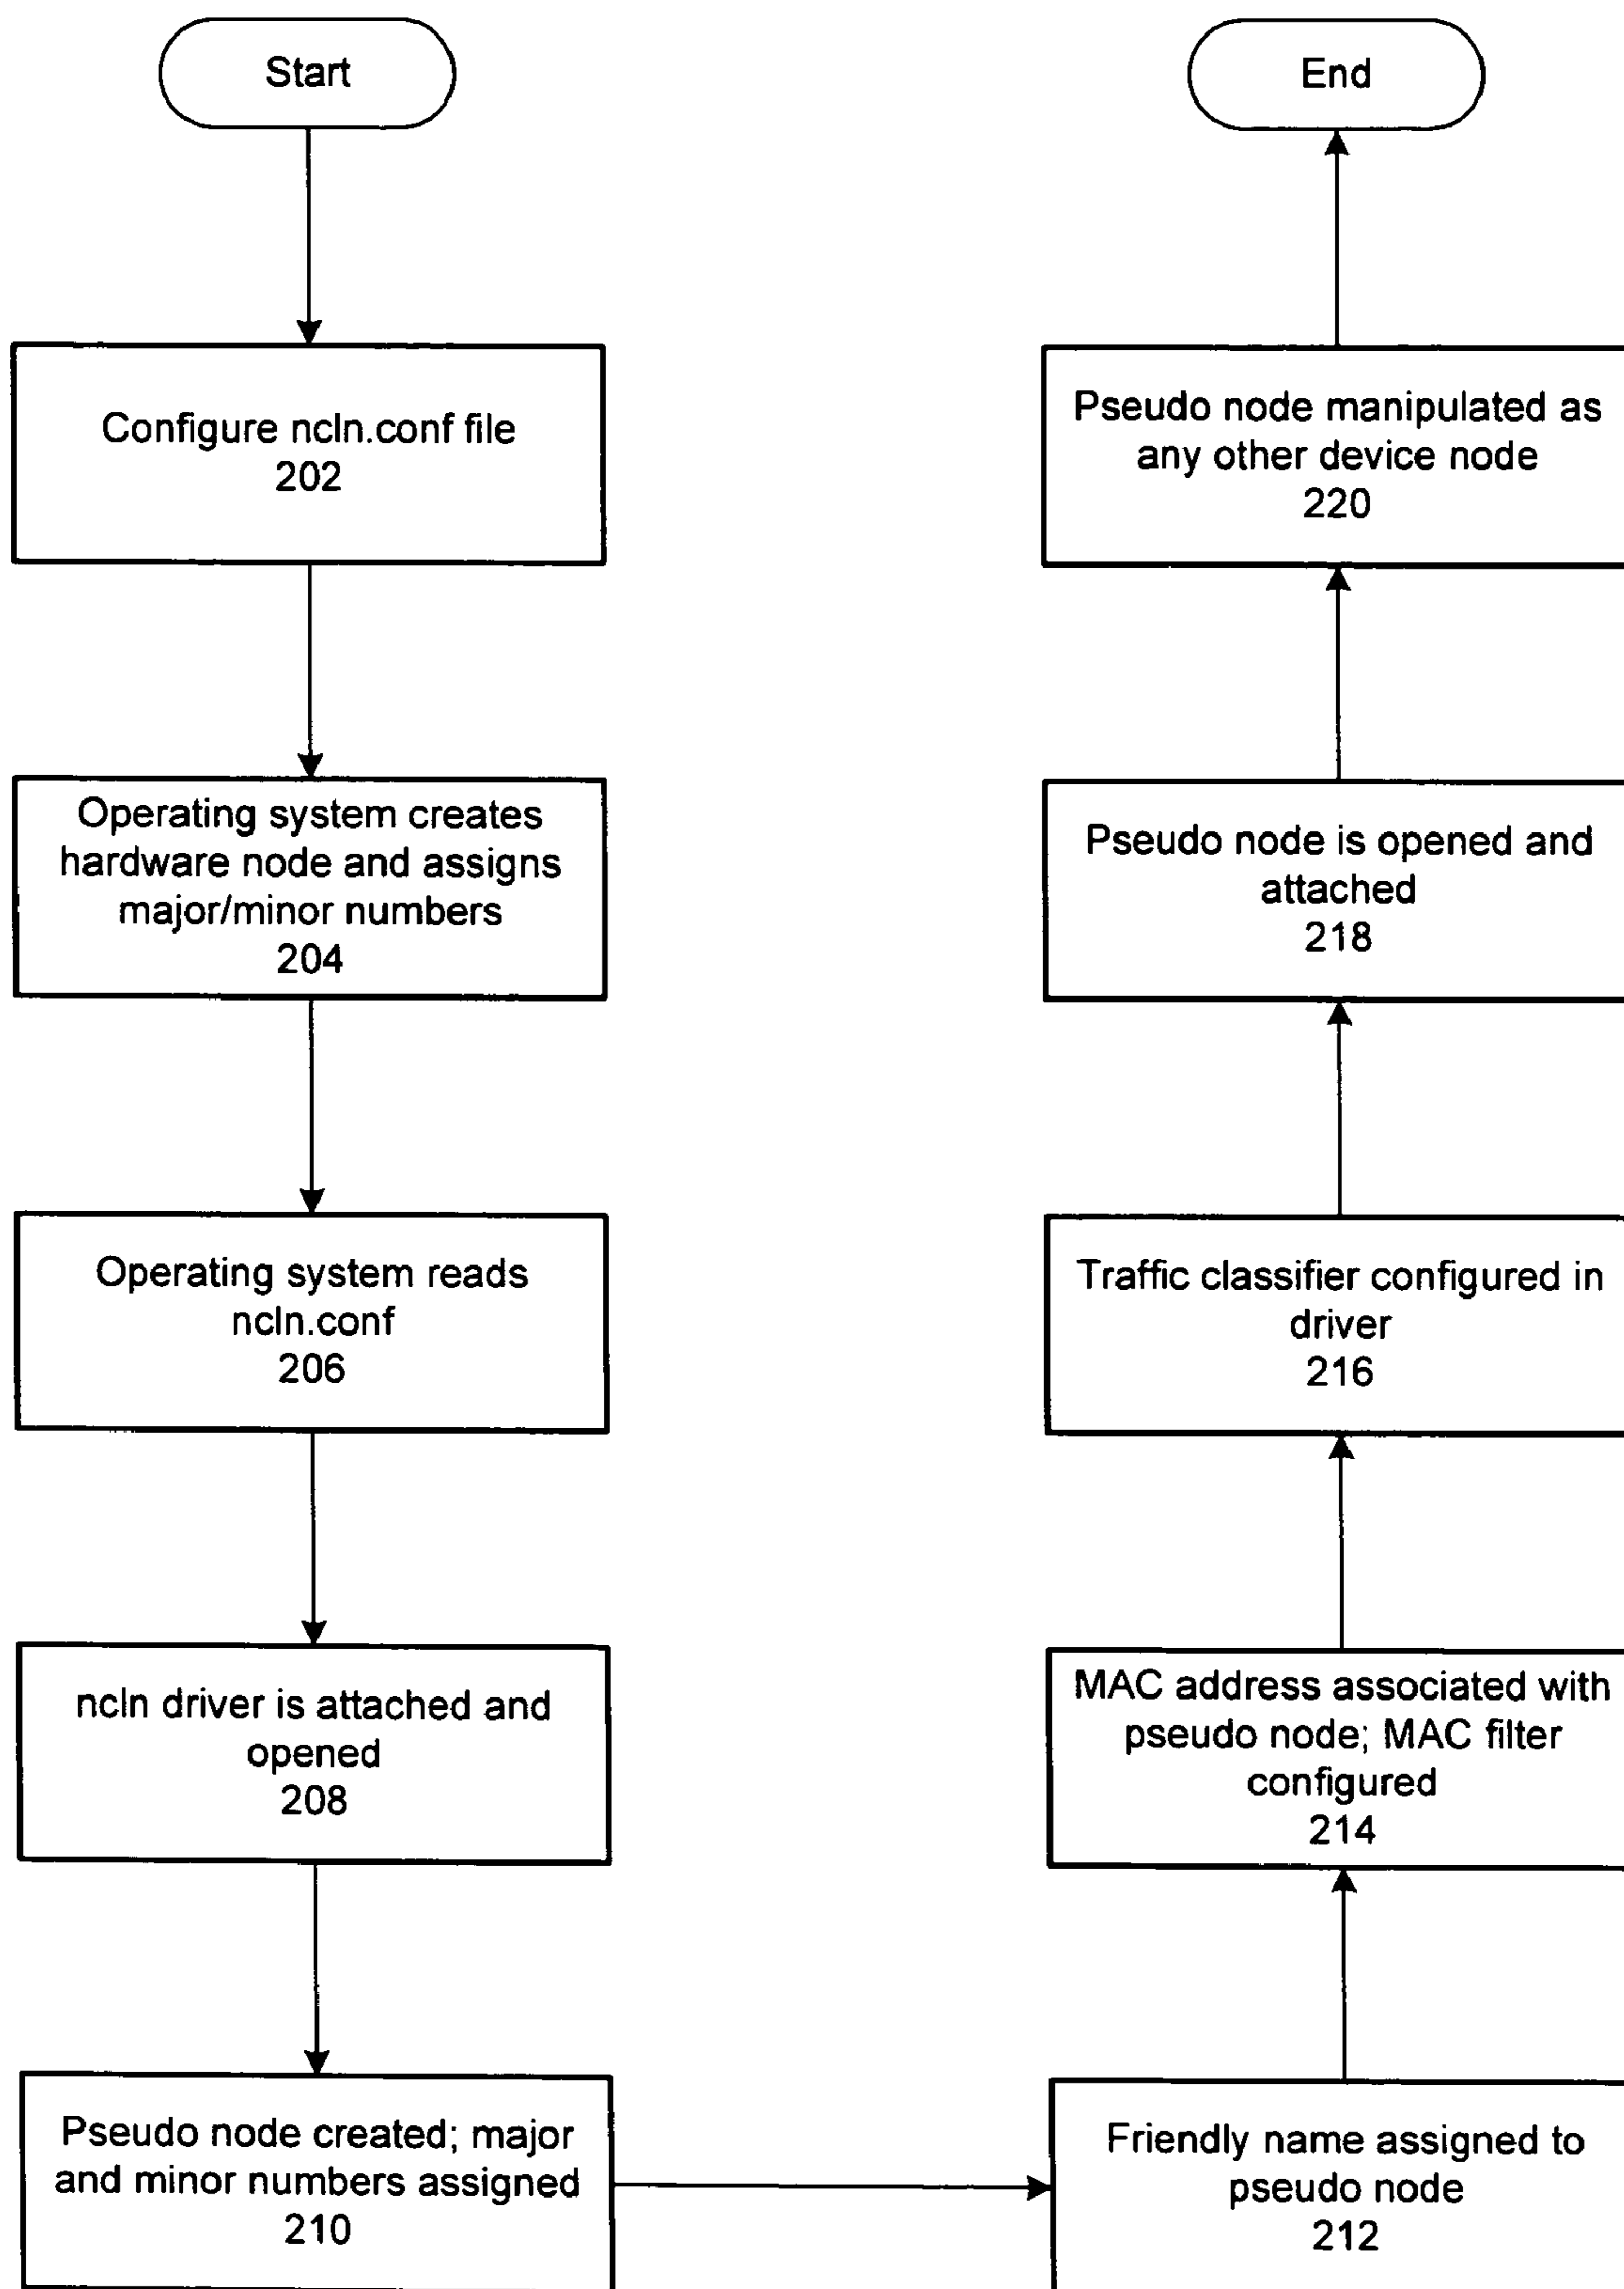 Start
Configure ncln.conf file
202
Operating system creates
hardware node and assigns
major/minor numbers
204
Operating system reads
ncln.conf
206
ncln driver is attached and
opened
208
Pseudo node created; major
and minor numbers assigned
210
Friendly name assigned to
pseudo node
212
MAC address associated with
pseudo node; MAC filter
configured
214
Traffic classifier configured in
driver
216
Pseudo node is opened and
attached
218
Pseudo node manipulated as
any other device node
220
End